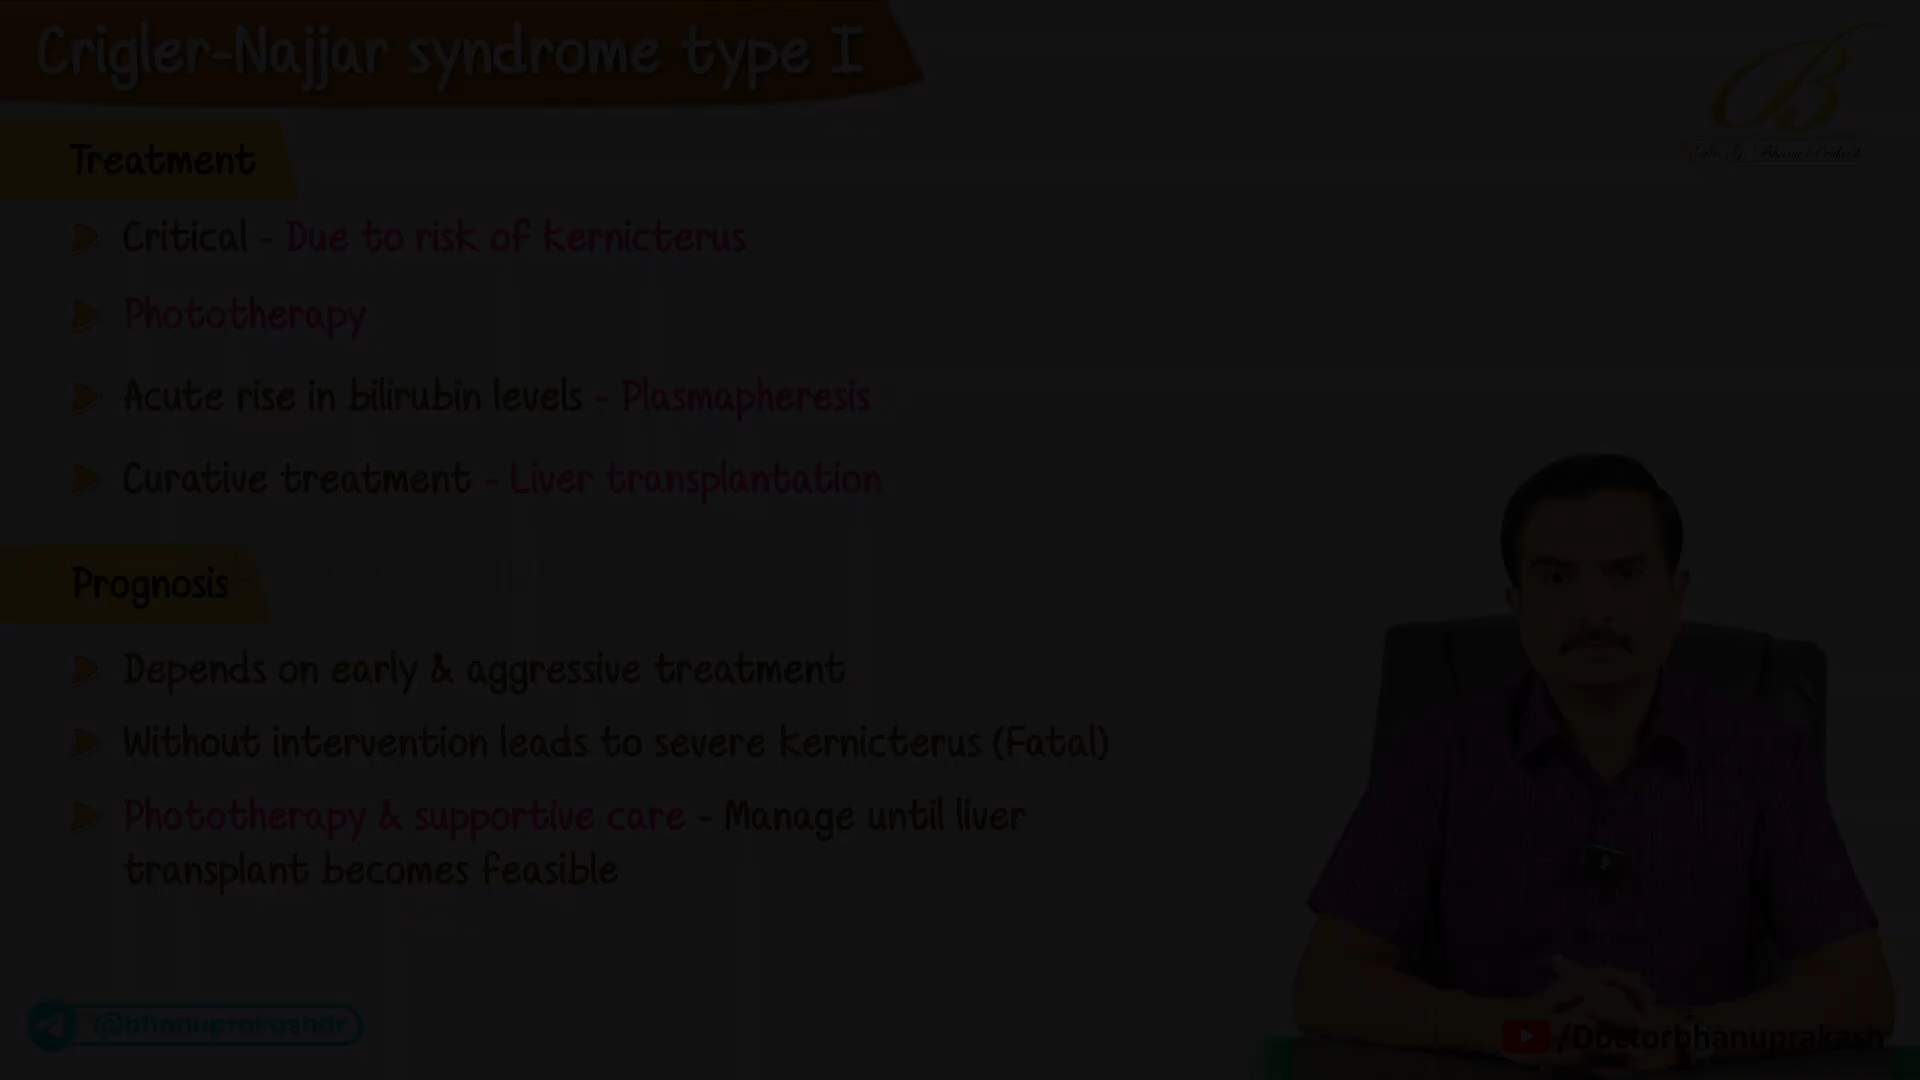 Crigler-Najjar syndrome type I
Treatment
Critical - Due to risk of kernicterus
Phototherapy
Acute rise in bilirubin levels - Plasmapheresis
Curative treatment - Liver transplantation
Prognosis
Depends on early & aggressive treatment
Without intervention leads to severe kernicterus (Fatal)
Phototherapy & supportive care - Manage until liver
transplant becomes feasible
@bhanuprakashdr
/Doctorbhanuprakash